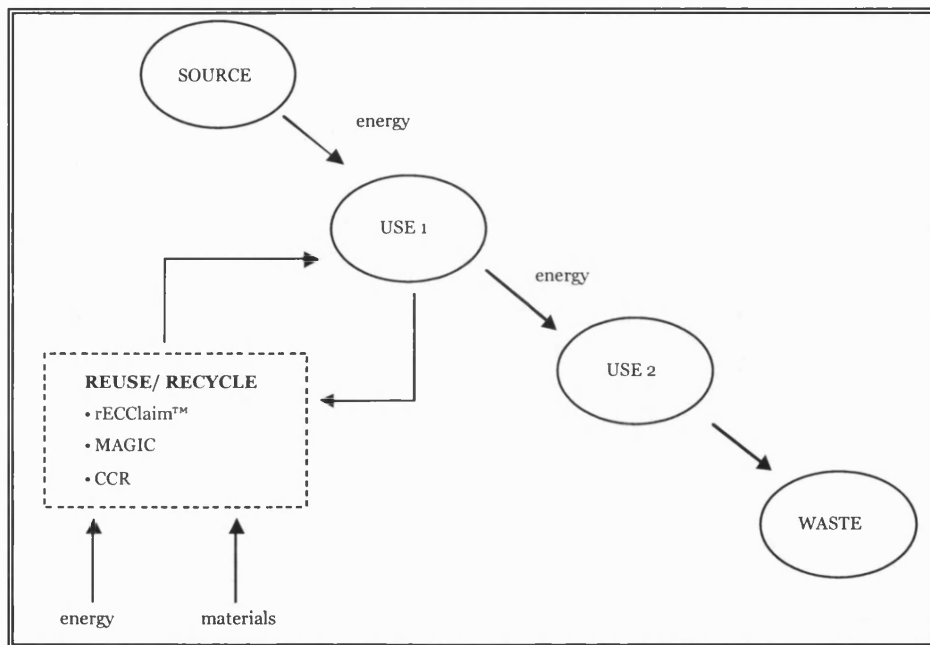 SOURCE
energy
USE 1
energy
REUSE/ RECYCLE
• rECClaim™
• MAGIC
• CCR
USE 2
WASTE
energy
materials